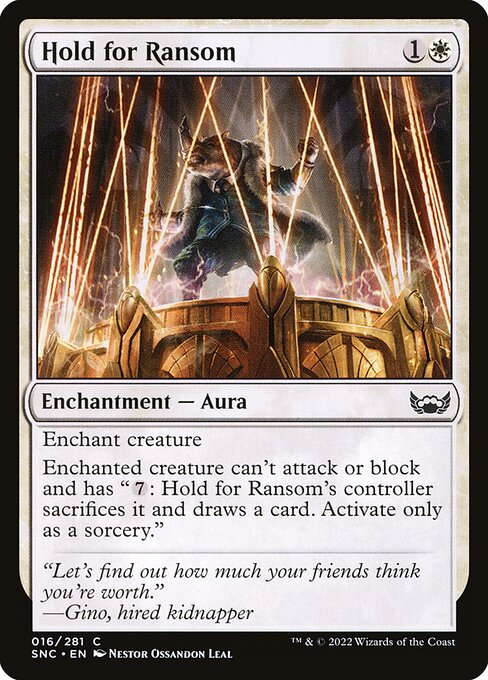 Hold for Ransom 1
Enchantment — Aura
Enchant creature
Enchanted creature can't attack or block
and has “7: Hold for Ransom's controller
sacrifices it and draws a card. Activate only
as a sorcery.”
“Let's find out how much your friends think
you're worth.”
—Gino, hired kidnapper
016/281 C
SNC • EN Nestor Ossandon Leal
™ & © 2022 Wizards of the Coast